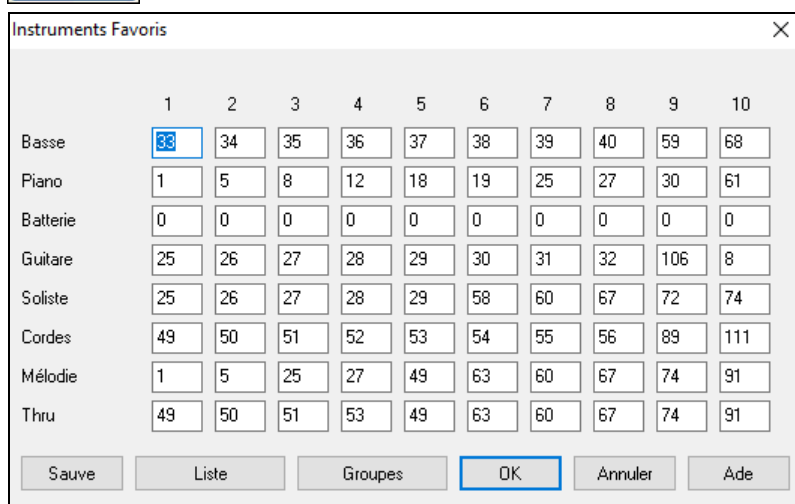 Instruments Favoris
1 2 3 4 5 6 7 8 9 10
Basse 33 34 35 36 37 38 39 40 59 68
Piano 1 5 8 12 18 19 25 27 30 61
Batterie 0 0 0 0 0 0 0 0 0 0
Guitare 25 26 27 28 29 30 31 32 106 8
Soliste 25 26 27 28 29 58 60 67 72 74
Cordes 49 50 51 52 53 54 55 56 89 111
Mélodie 1 5 25 27 49 63 60 67 74 91
Thru 49 50 51 53 49 63 60 67 74 91
Sauve Liste Groupes OK Annuler Ade